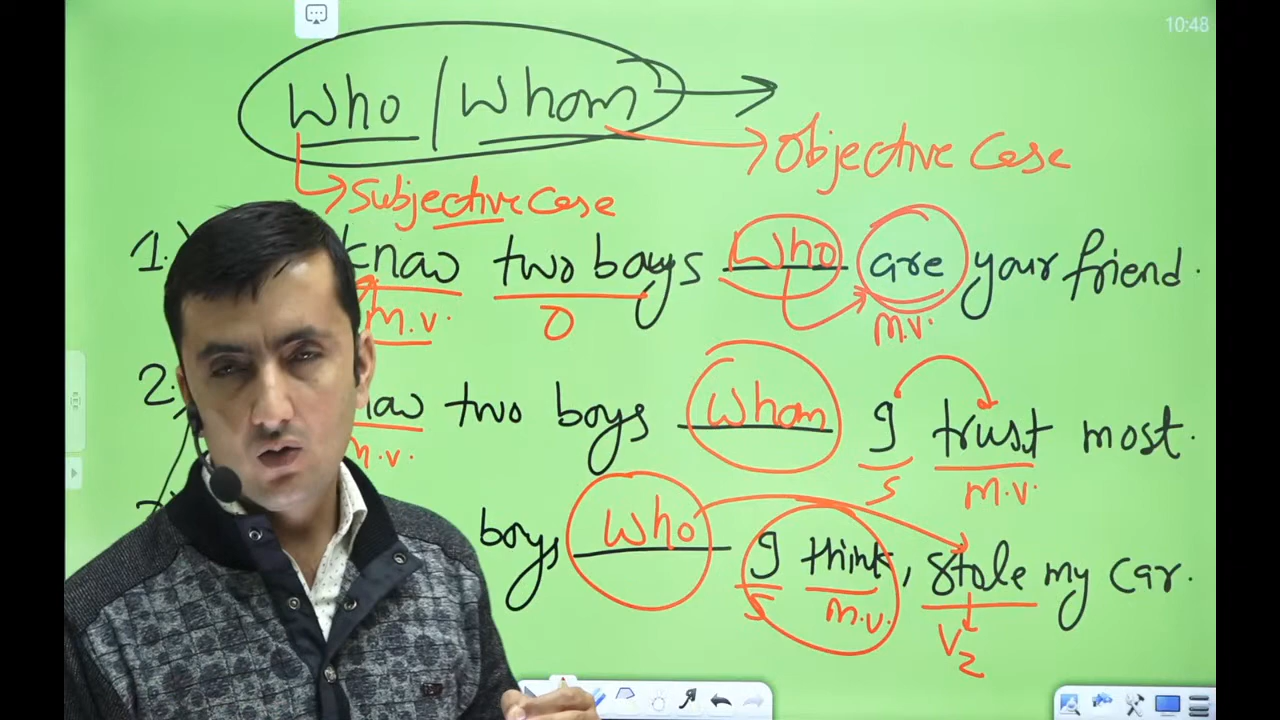 10:48
Who / Whom
Objective Case
Subjective Case
1. know two boys Who are your friend.
M.V. O M.V.
2. two boys Whom I trust most.
M.V. S M.V.
boys who I think, stole my car.
S M.V. V2